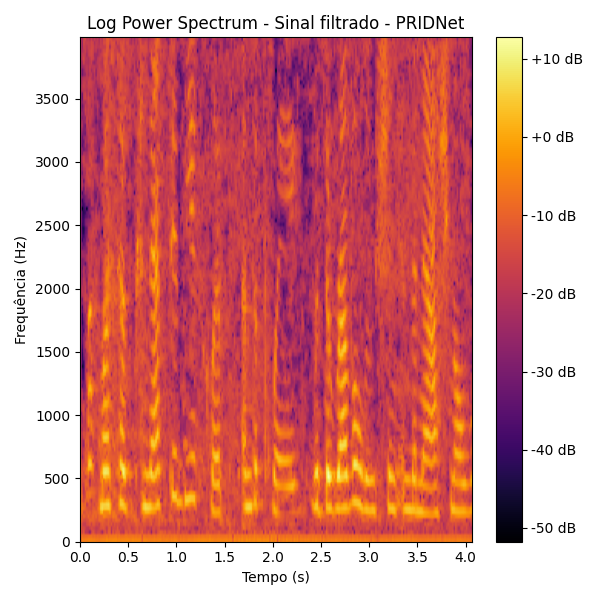 Log Power Spectrum - Sinal filtrado - PRIDNet
Frequência (Hz)
3500
3000
2500
2000
1500
1000
500
0
0.0 0.5 1.0 1.5 2.0 2.5 3.0 3.5 4.0
Tempo (s)
+10 dB
+0 dB
-10 dB
-20 dB
-30 dB
-40 dB
-50 dB